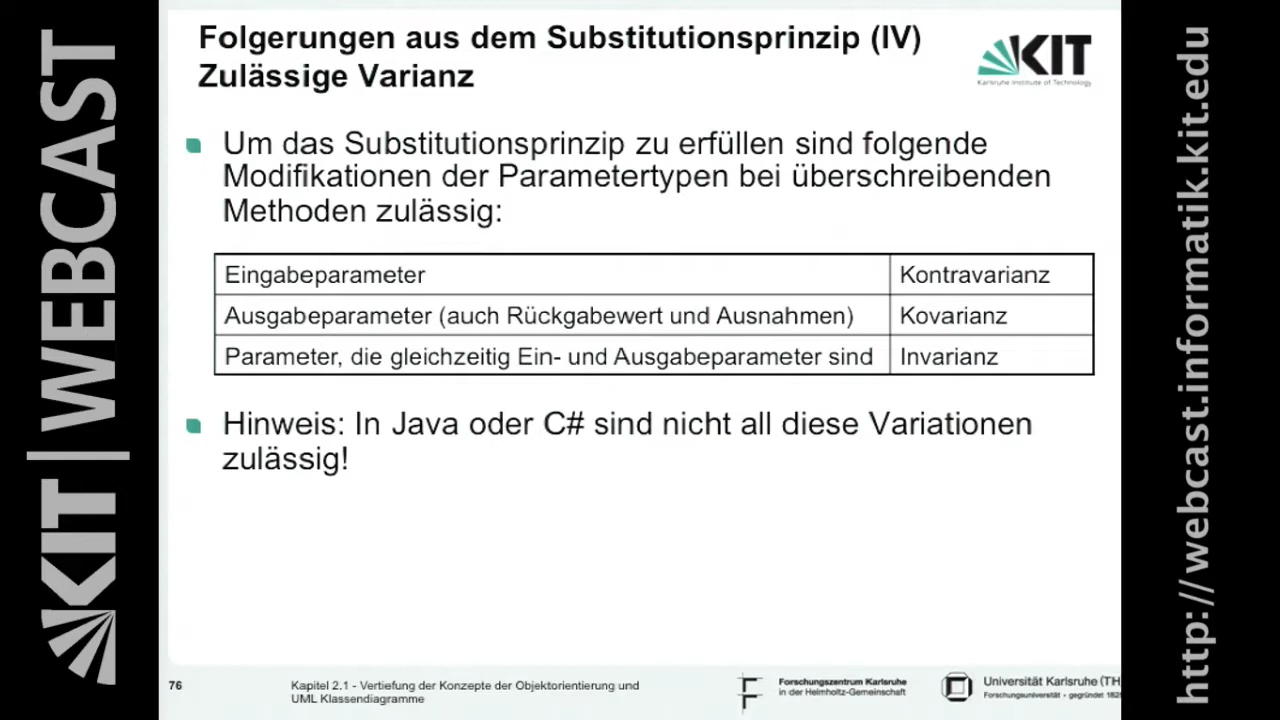 KIT | WEBCAST
Folgerungen aus dem Substitutionsprinzip (IV)
Zulässige Varianz
KIT
Karlsruhe Institute of Technology
Um das Substitutionsprinzip zu erfüllen sind folgende
Modifikationen der Parametertypen bei überschreibenden
Methoden zulässig:
Eingabeparameter Kontravarianz
Ausgabeparameter (auch Rückgabewert und Ausnahmen) Kovarianz
Parameter, die gleichzeitig Ein- und Ausgabeparameter sind Invarianz
Hinweis: In Java oder C# sind nicht all diese Variationen
zulässig!
76
Kapitel 2.1 - Vertiefung der Konzepte der Objektorientierung und
UML Klassendiagramme
Forschungszentrum Karlsruhe
in der Helmholtz-Gemeinschaft
Universität Karlsruhe (TH
Forschungsuniversität • gegründet 182
http://webcast.informatik.kit.edu